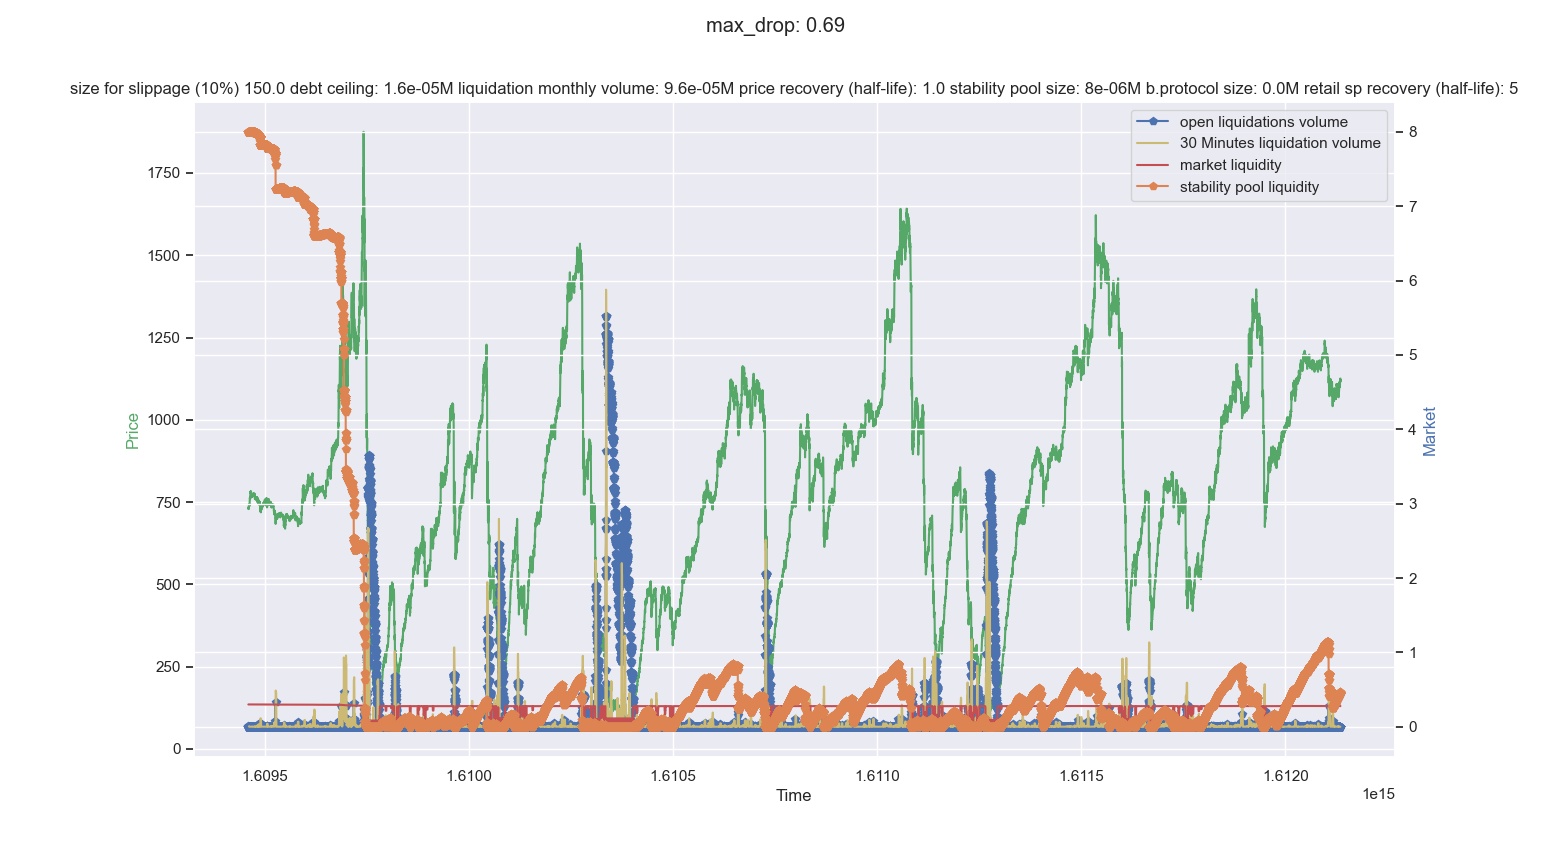 max_drop: 0.69
size for slippage (10%) 150.0 debt ceiling: 1.6e-05M liquidation monthly volume: 9.6e-05M price recovery (half-life): 1.0 stability pool size: 8e-06M b.protocol size: 0.0M retail sp recovery (half-life): 5
open liquidations volume
30 Minutes liquidation volume
market liquidity
stability pool liquidity
1750
1500
1250
1000
750
500
250
0
Price
8
7
6
5
4
3
2
1
0
Market
1.6095 1.6100 1.6105 1.6110 1.6115 1.6120
Time
1e15